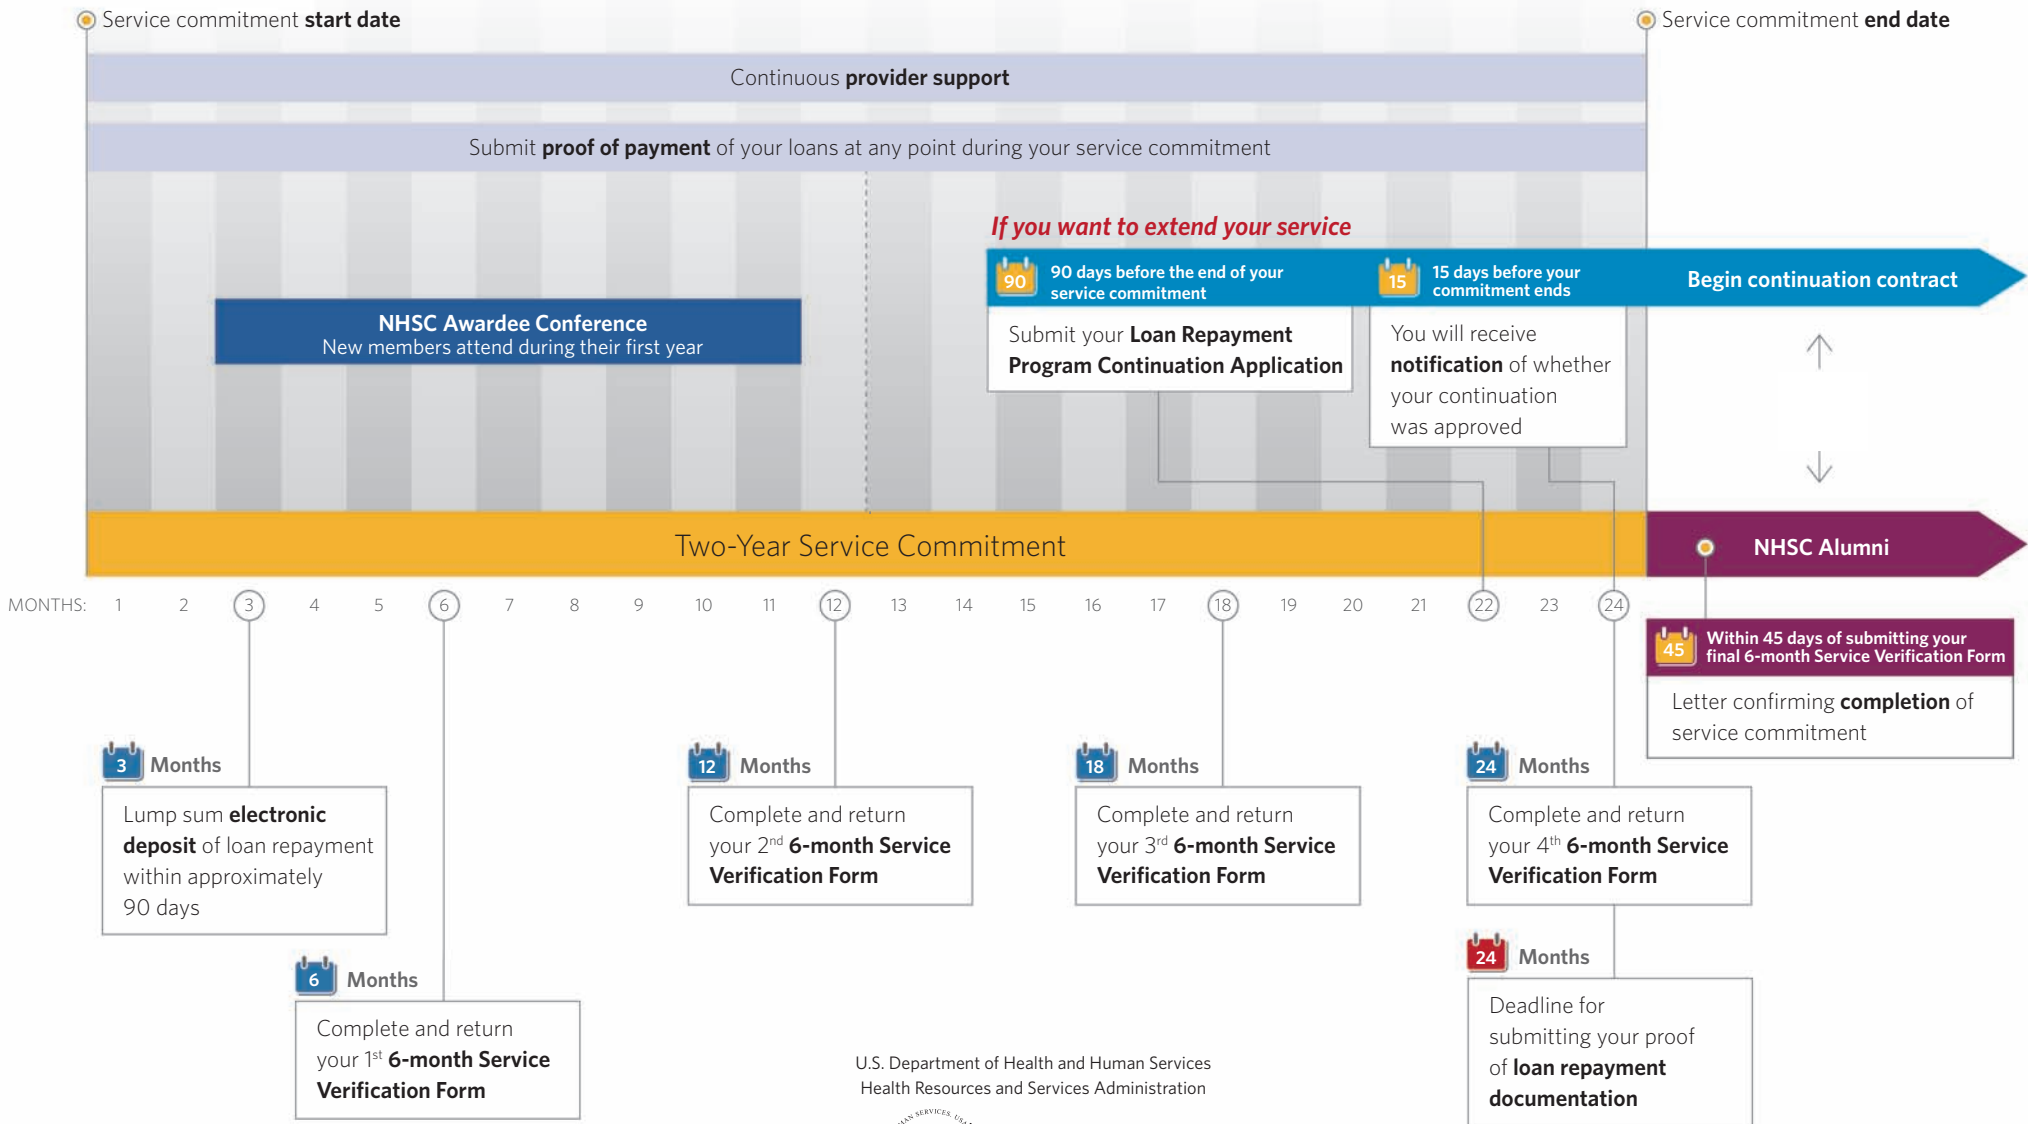 Service commitment start date
Service commitment end date
Continuous provider support
Submit proof of payment of your loans at any point during your service commitment
If you want to extend your service
90
90 days before the end of your
service commitment
15
15 days before your
commitment ends
Begin continuation contract
Submit your Loan Repayment
Program Continuation Application
You will receive
notification of whether
your continuation
was approved
NHSC Awardee Conference
New members attend during their first year
Two-Year Service Commitment
NHSC Alumni
MONTHS: 1 2 3 4 5 6 7 8 9 10 11 12 13 14 15 16 17 18 19 20 21 22 23 24
45
Within 45 days of submitting your
final 6-month Service Verification Form
Letter confirming completion of
service commitment
3 Months
Lump sum electronic
deposit of loan repayment
within approximately
90 days
6 Months
Complete and return
your 1st 6-month Service
Verification Form
12 Months
Complete and return
your 2nd 6-month Service
Verification Form
18 Months
Complete and return
your 3rd 6-month Service
Verification Form
24 Months
Complete and return
your 4th 6-month Service
Verification Form
24 Months
Deadline for
submitting your proof
of loan repayment
documentation
U.S. Department of Health and Human Services
Health Resources and Services Administration
SERVICES. USA